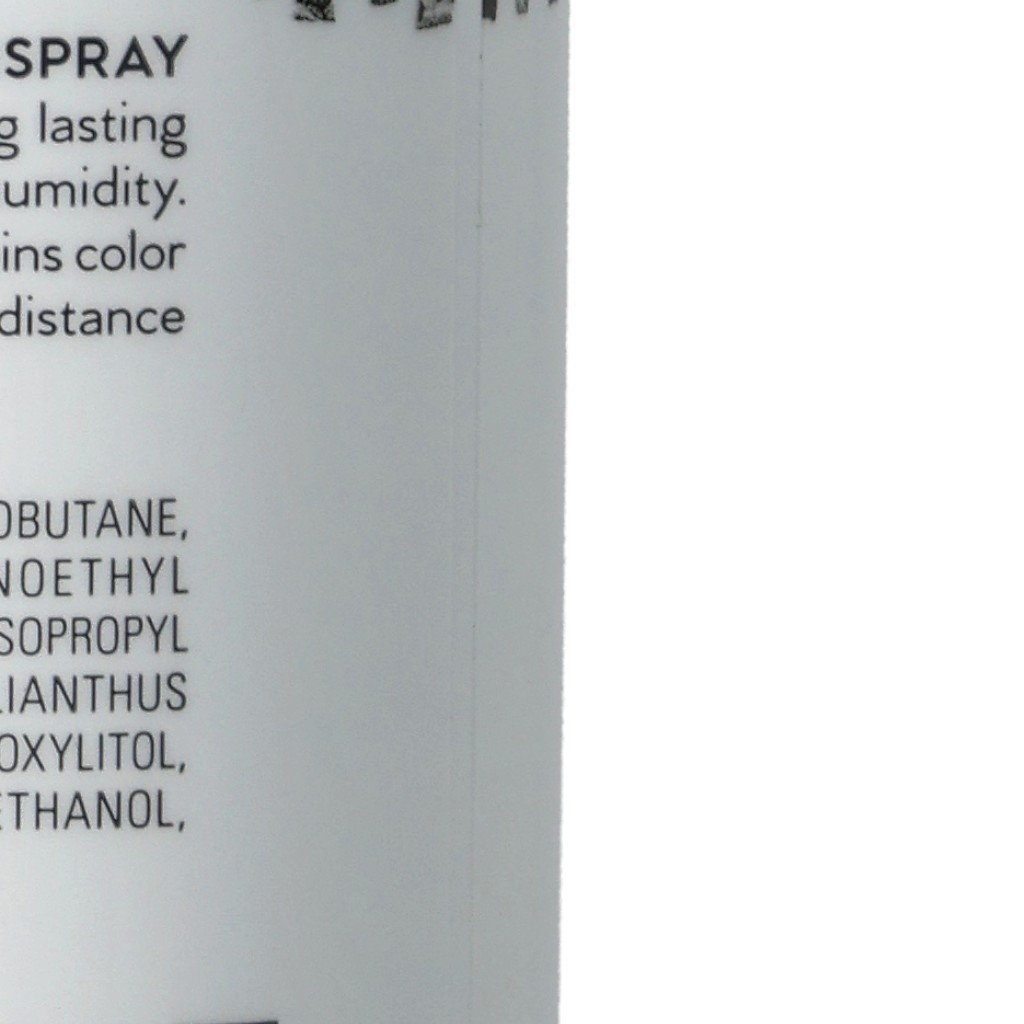 SPRAY
g lasting
umidity.
ins color
distance
OBUTANE,
NOETHYL
SOPROPYL
LIANTHUS
OXYLITOL,
ETHANOL,